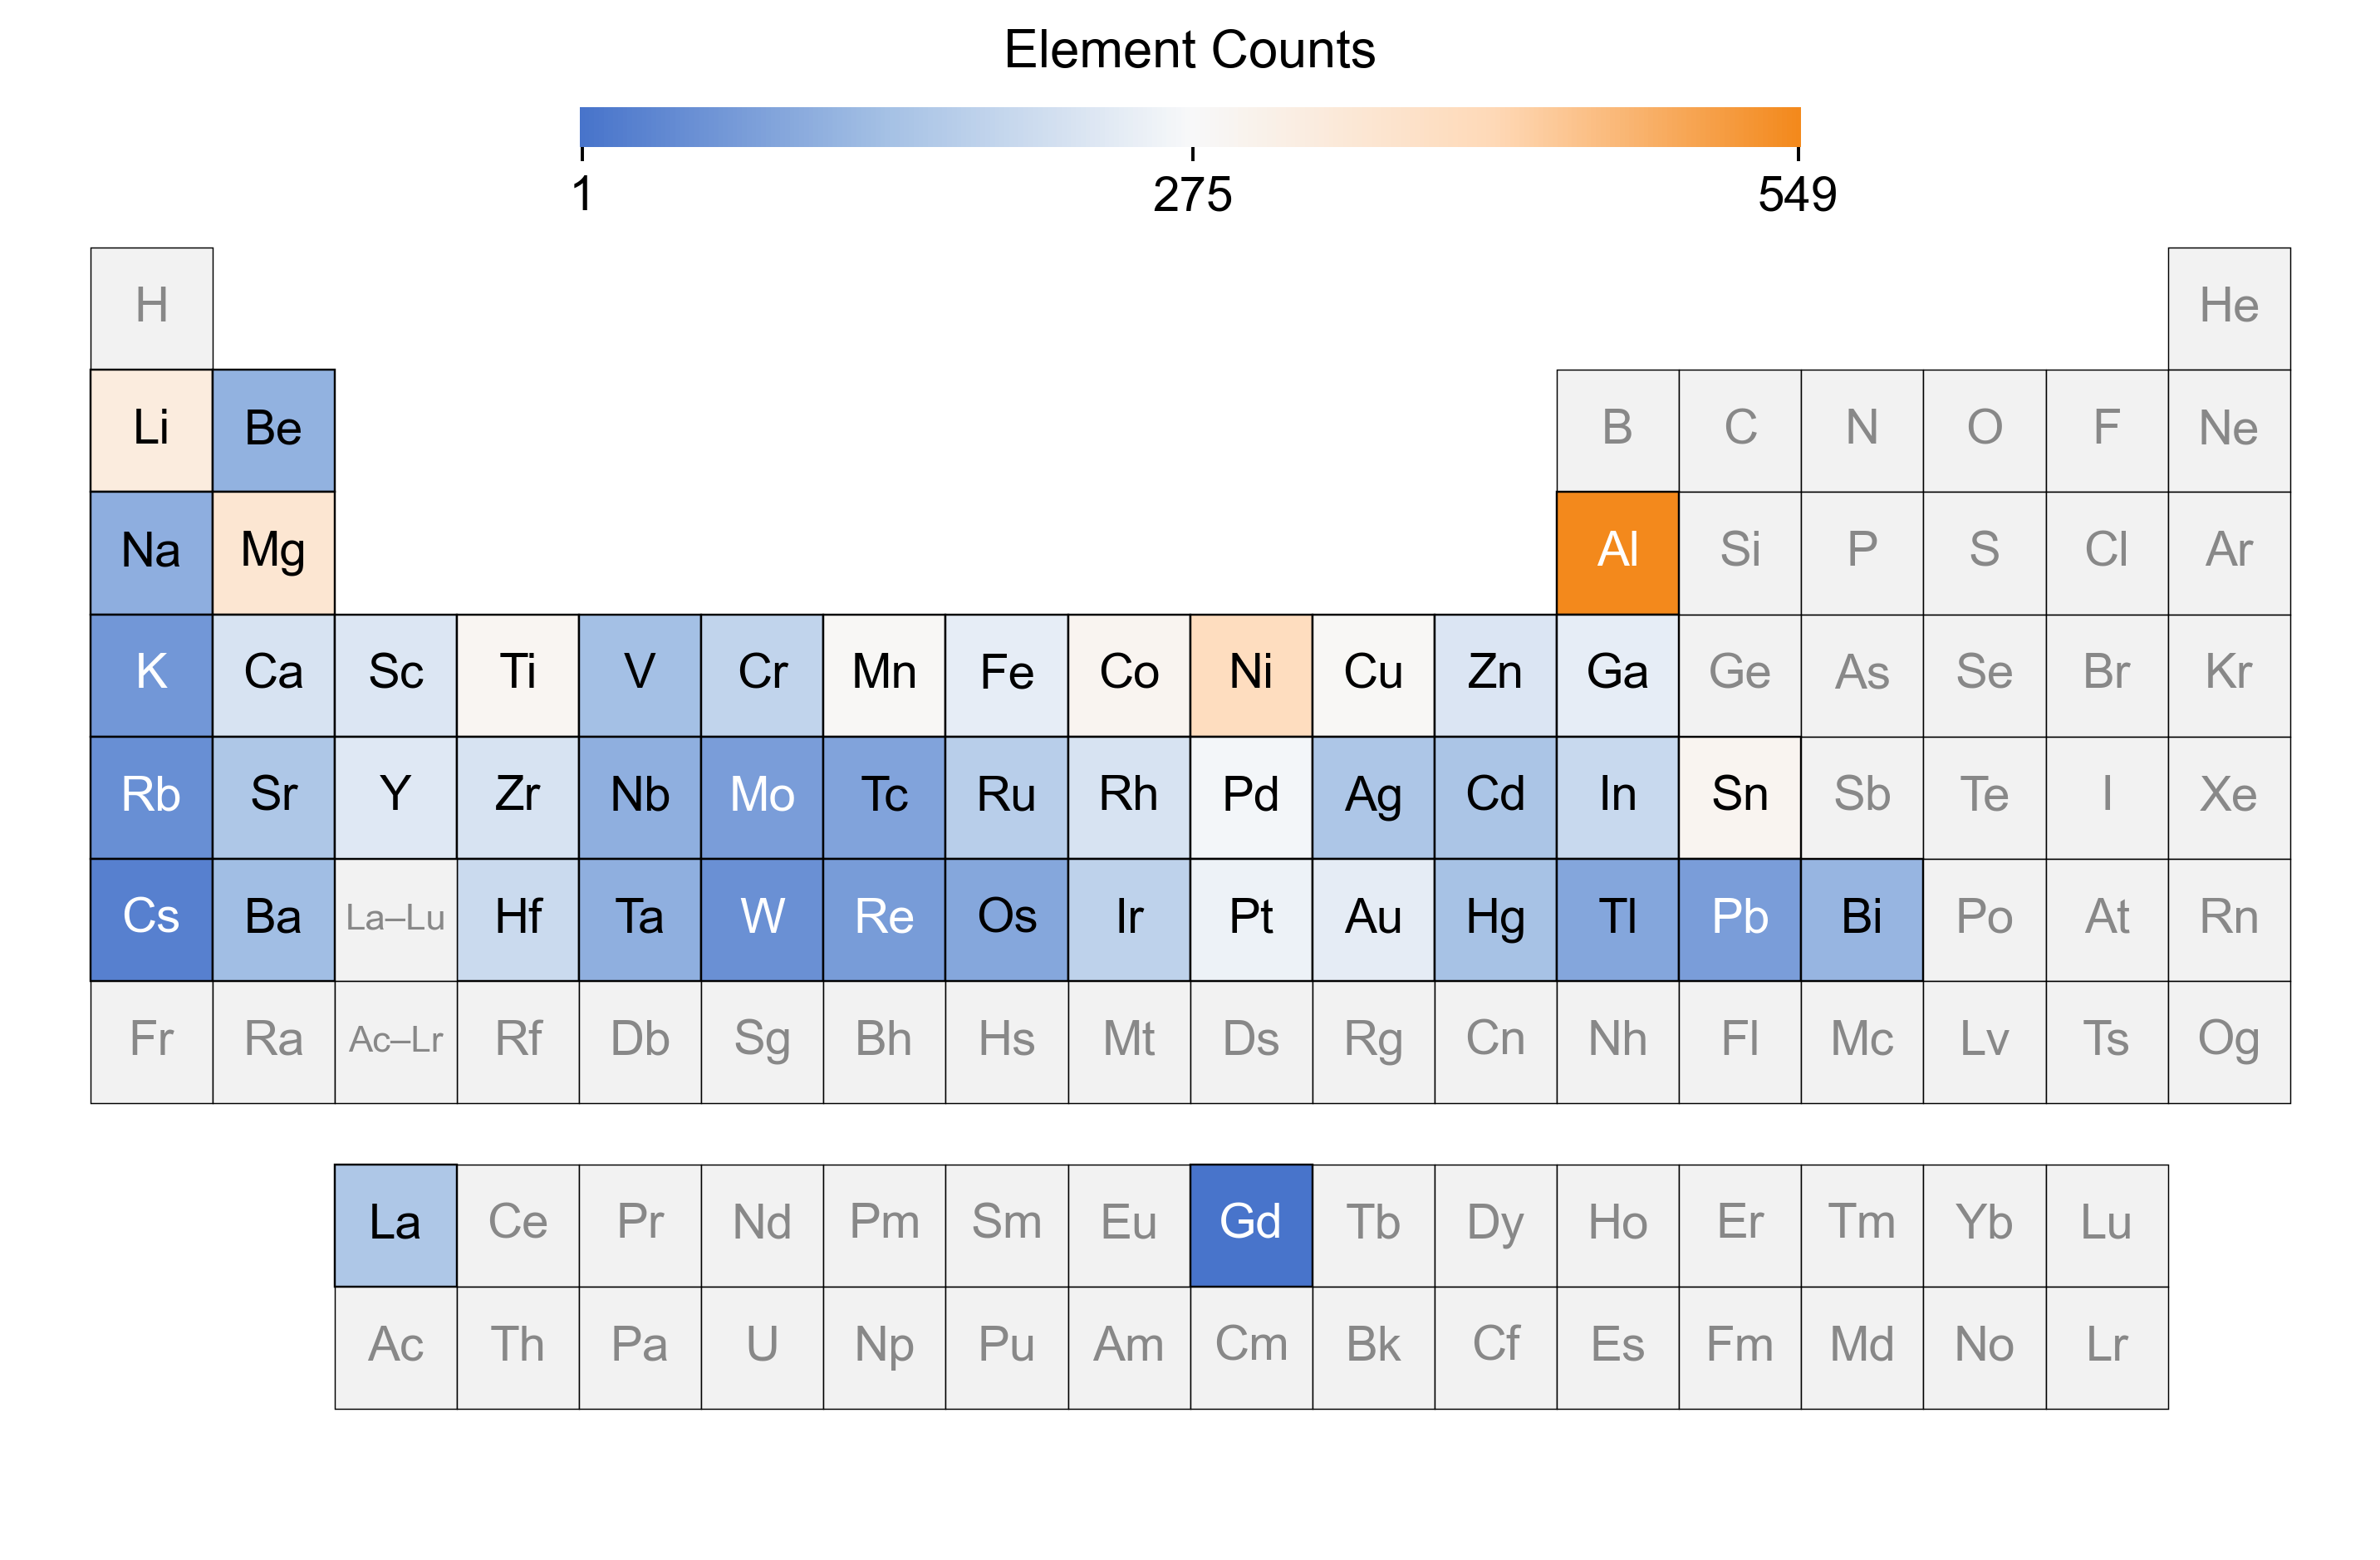 Element Counts
1 275 549
H He
Li Be B C N O F Ne
Na Mg Al Si P S Cl Ar
K Ca Sc Ti V Cr Mn Fe Co Ni Cu Zn Ga Ge As Se Br Kr
Rb Sr Y Zr Nb Mo Tc Ru Rh Pd Ag Cd In Sn Sb Te I Xe
Cs Ba La–Lu Hf Ta W Re Os Ir Pt Au Hg Tl Pb Bi Po At Rn
Fr Ra Ac–Lr Rf Db Sg Bh Hs Mt Ds Rg Cn Nh Fl Mc Lv Ts Og
La Ce Pr Nd Pm Sm Eu Gd Tb Dy Ho Er Tm Yb Lu
Ac Th Pa U Np Pu Am Cm Bk Cf Es Fm Md No Lr